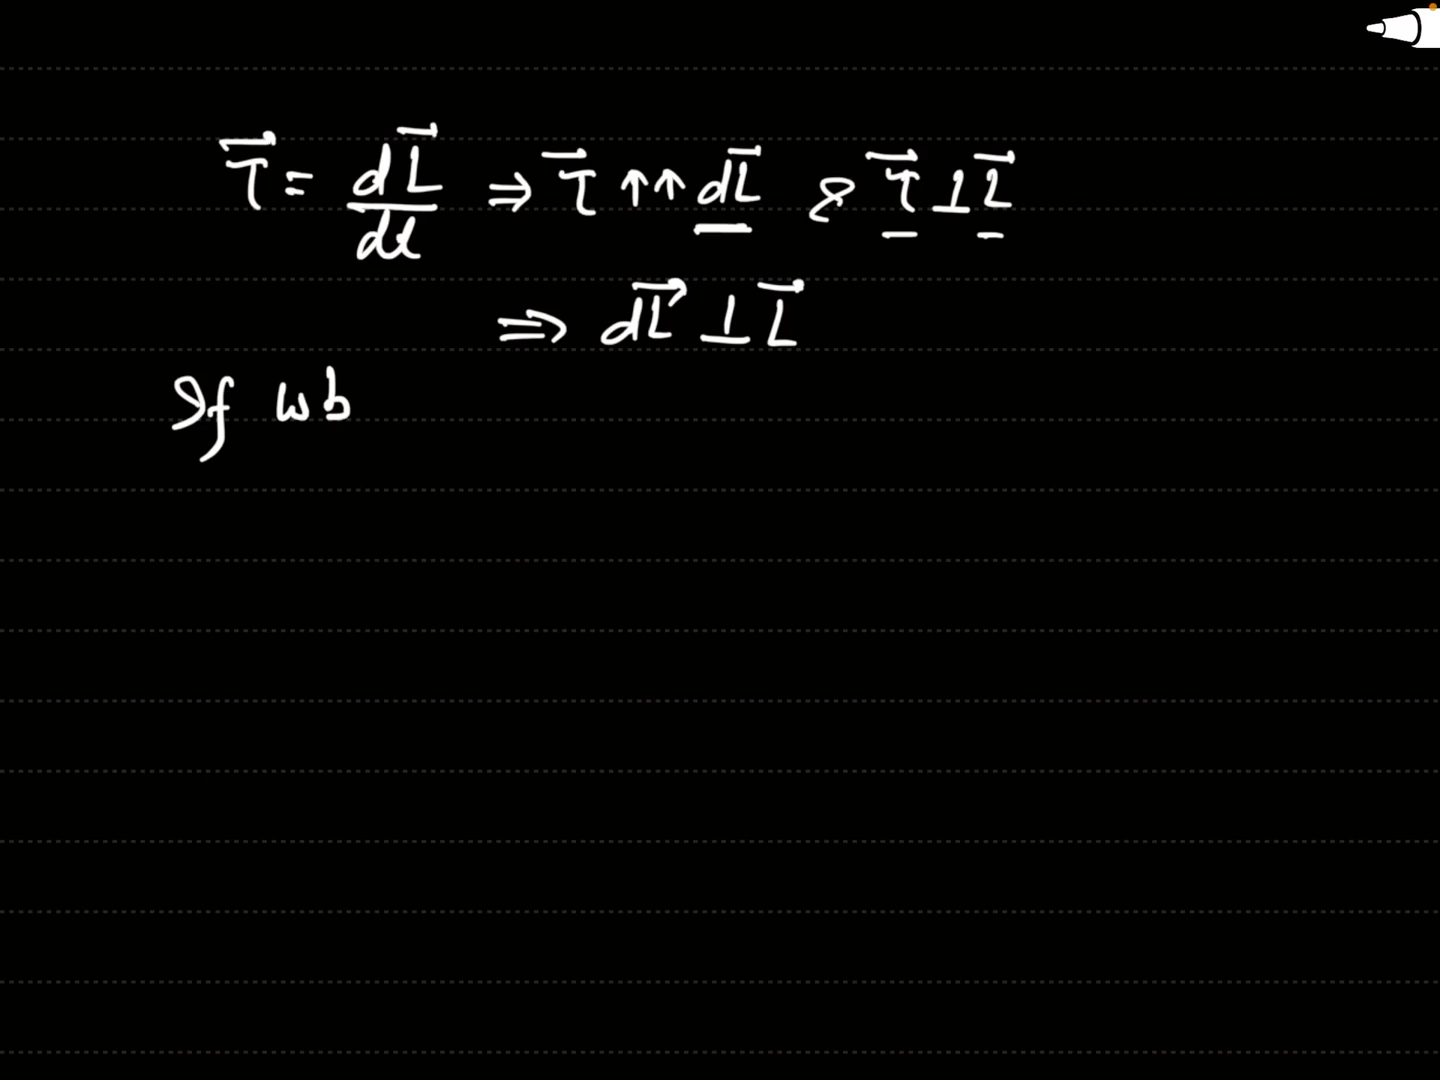 τ⃗ = dL⃗/dt ⇒ τ⃗ ↑↑ dL⃗ & τ⃗ ⊥ L⃗
⇒ dL⃗ ⊥ L⃗
If wb